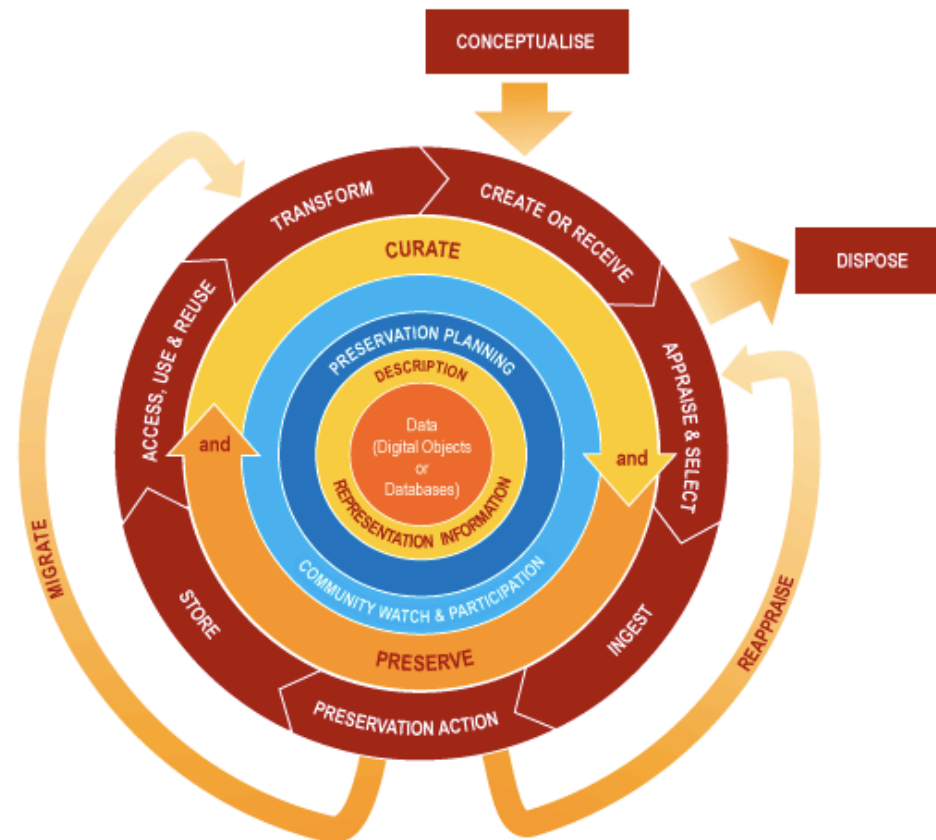 CONCEPTUALISE
CREATE OR RECEIVE
DISPOSE
APPRAISE & SELECT
INGEST
REAPPRAISE
PRESERVATION ACTION
STORE
MIGRATE
ACCESS, USE & REUSE
TRANSFORM
CURATE
and
PRESERVE
and
COMMUNITY WATCH & PARTICIPATION
PRESERVATION PLANNING
DESCRIPTION
REPRESENTATION INFORMATION
Data
(Digital Objects
or
Databases)